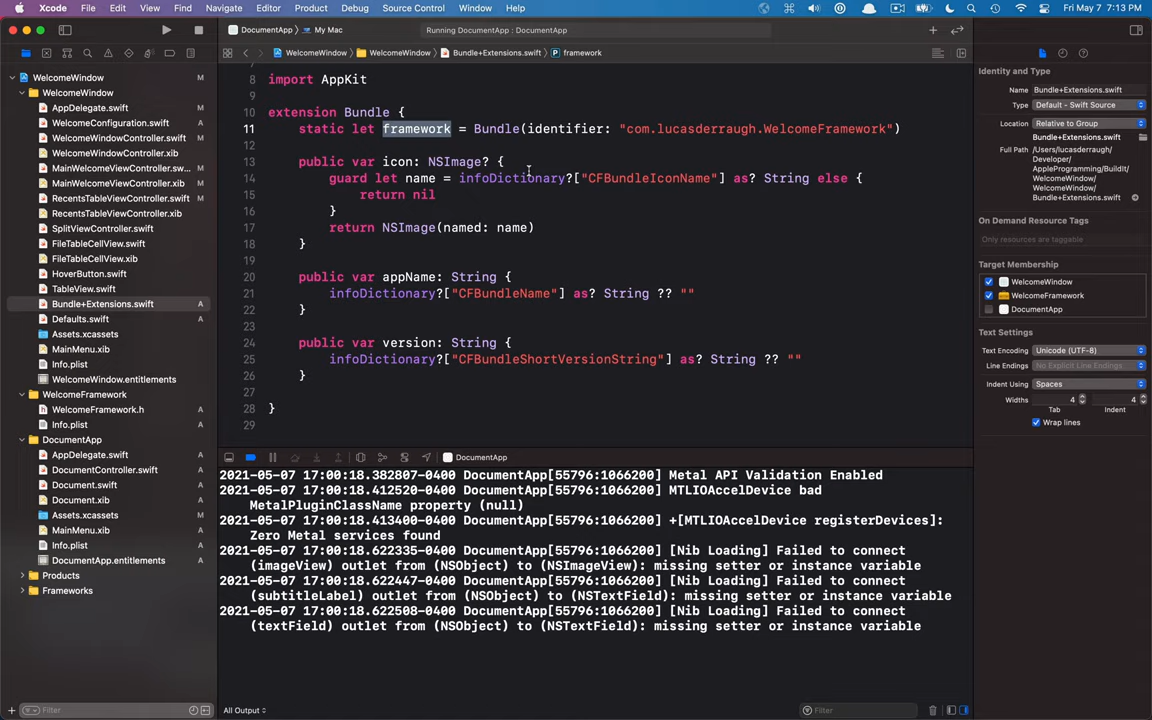 Xcode File Edit View Find Navigate Editor Product Debug Source Control Window Help Fri May 7 7:13 PM
DocumentApp › My Mac Running DocumentApp : DocumentApp
WelcomeWindow › WelcomeWindow › Bundle+Extensions.swift › P framework
WelcomeWindow M
WelcomeWindow
AppDelegate.swift M
WelcomeConfiguration.swift A
WelcomeWindowController.swift M
WelcomeWindowController.xib
MainWelcomeViewController.sw... M
MainWelcomeViewController.xib M
RecentsTableViewController.swift M
RecentsTableViewController.xib
SplitViewController.swift M
FileTableCellView.swift
FileTableCellView.xib
HoverButton.swift
TableView.swift
Bundle+Extensions.swift A
Defaults.swift A
Assets.xcassets
MainMenu.xib
Info.plist
WelcomeWindow.entitlements
WelcomeFramework
WelcomeFramework.h A
Info.plist A
DocumentApp
AppDelegate.swift A
DocumentController.swift A
Document.swift A
Document.xib A
Assets.xcassets A
MainMenu.xib A
Info.plist A
DocumentApp.entitlements A
Products
Frameworks
Filter
7
8 import AppKit
9
10 extension Bundle {
11 static let framework = Bundle(identifier: "com.lucasderraugh.WelcomeFramework")
12
13 public var icon: NSImage? {
14 guard let name = infoDictionary?["CFBundleIconName"] as? String else {
15 return nil
16 }
17 return NSImage(named: name)
18 }
19
20 public var appName: String {
21 infoDictionary?["CFBundleName"] as? String ?? ""
22 }
23
24 public var version: String {
25 infoDictionary?["CFBundleShortVersionString"] as? String ?? ""
26 }
27
28 }
29
DocumentApp
2021-05-07 17:00:18.382807-0400 DocumentApp[55796:1066200] Metal API Validation Enabled
2021-05-07 17:00:18.412520-0400 DocumentApp[55796:1066200] MTLIOAccelDevice bad
MetalPluginClassName property (null)
2021-05-07 17:00:18.413400-0400 DocumentApp[55796:1066200] +[MTLIOAccelDevice registerDevices]:
Zero Metal services found
2021-05-07 17:00:18.622335-0400 DocumentApp[55796:1066200] [Nib Loading] Failed to connect
(imageView) outlet from (NSObject) to (NSImageView): missing setter or instance variable
2021-05-07 17:00:18.622447-0400 DocumentApp[55796:1066200] [Nib Loading] Failed to connect
(subtitleLabel) outlet from (NSObject) to (NSTextField): missing setter or instance variable
2021-05-07 17:00:18.622508-0400 DocumentApp[55796:1066200] [Nib Loading] Failed to connect
(textField) outlet from (NSObject) to (NSTextField): missing setter or instance variable
All Output Filter
Identity and Type
Name Bundle+Extensions.swift
Type Default - Swift Source
Location Relative to Group
Bundle+Extensions.swift
Full Path /Users/lucasderraugh/
Developer/
AppleProgramming/BuildIt/
WelcomeWindow/
WelcomeWindow/
Bundle+Extensions.swift
On Demand Resource Tags
Only resources are taggable
Target Membership
WelcomeWindow
WelcomeFramework
DocumentApp
Text Settings
Text Encoding Unicode (UTF-8)
Line Endings No Explicit Line Endings
Indent Using Spaces
Widths 4 4
Tab Indent
Wrap lines